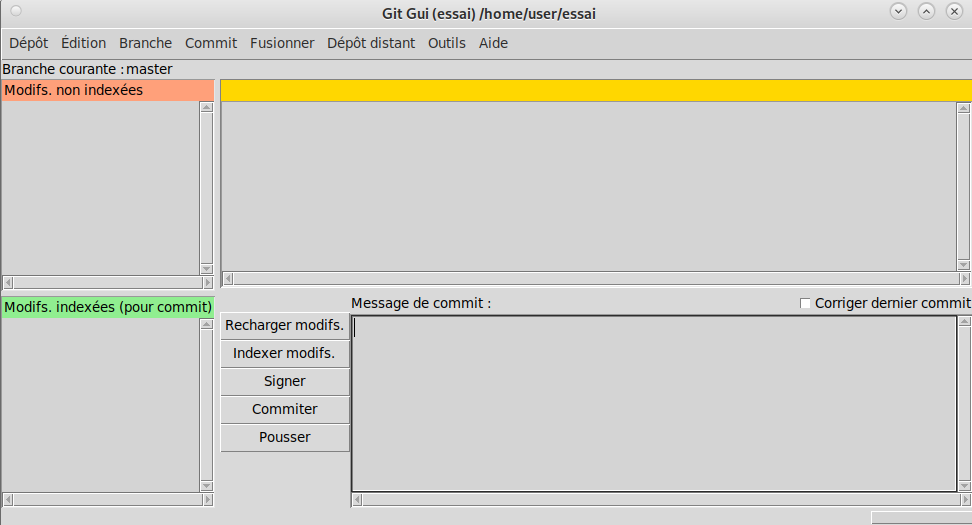 Git Gui (essai) /home/user/essai
Dépôt Édition Branche Commit Fusionner Dépôt distant Outils Aide
Branche courante : master
Modifs. non indexées
Modifs. indexées (pour commit)
Message de commit :
Corriger dernier commit
Recharger modifs.
Indexer modifs.
Signer
Commiter
Pousser